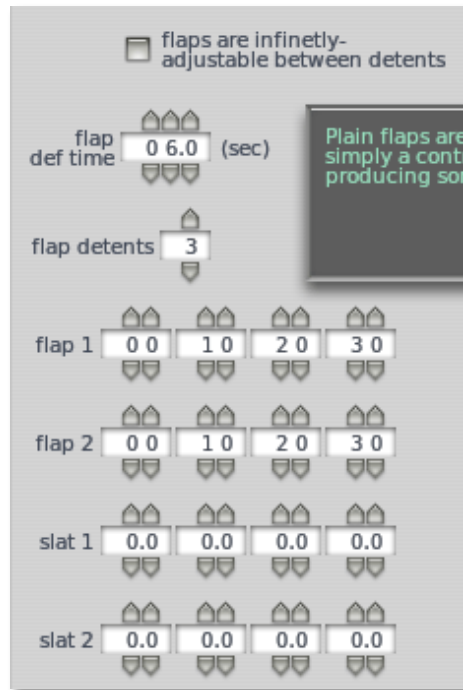 flaps are infinetly-
adjustable between detents
flap
def time 0 6.0 (sec)
Plain flaps are
simply a cont
producing so
flap detents 3
flap 1 0 0 1 0 2 0 3 0
flap 2 0 0 1 0 2 0 3 0
slat 1 0.0 0.0 0.0 0.0
slat 2 0.0 0.0 0.0 0.0